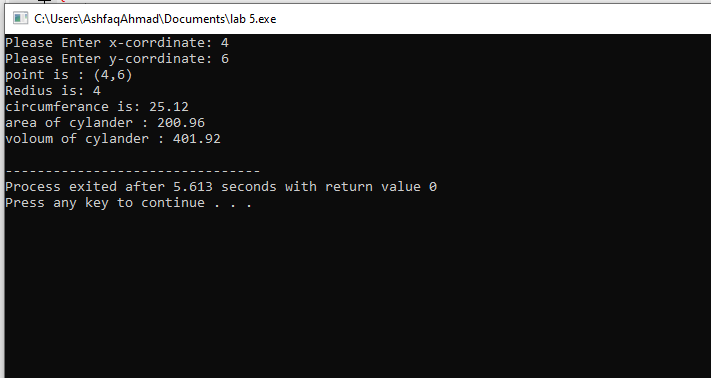 C:\Users\AshfaqAhmad\Documents\lab 5.exe
Please Enter x-corrdinate: 4
Please Enter y-corrdinate: 6
point is : (4,6)
Redius is: 4
circumferance is: 25.12
area of cylander : 200.96
voloum of cylander : 401.92
--------------------------------
Process exited after 5.613 seconds with return value 0
Press any key to continue . . .